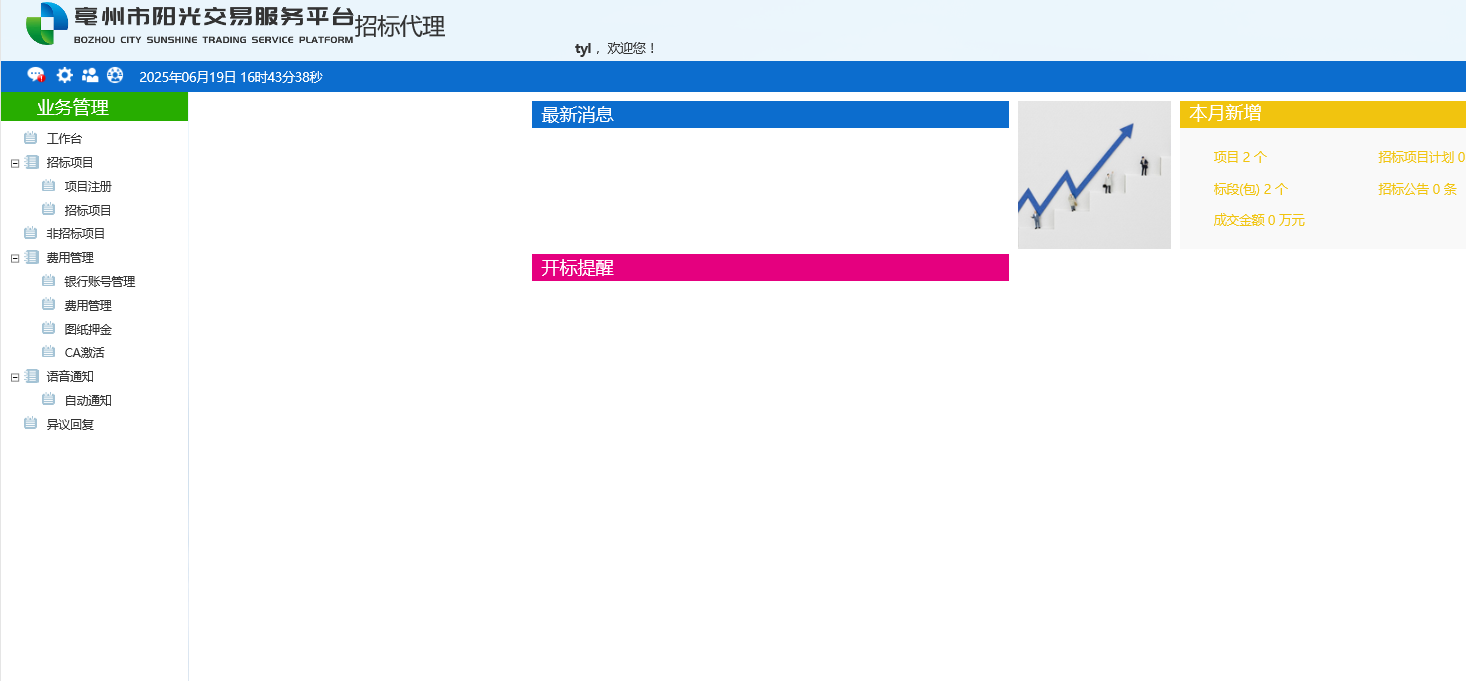 亳州市阳光交易服务平台招标代理
BOZHOU CITY SUNSHINE TRADING SERVICE PLATFORM
tyl， 欢迎您！
2025年06月19日 16时43分38秒
业务管理
工作台
招标项目
项目注册
招标项目
非招标项目
费用管理
银行账号管理
费用管理
图纸押金
CA激活
语音通知
自动通知
异议回复
最新消息
开标提醒
本月新增
项目 2 个 招标项目计划 0
标段(包) 2 个 招标公告 0 条
成交金额 0 万元